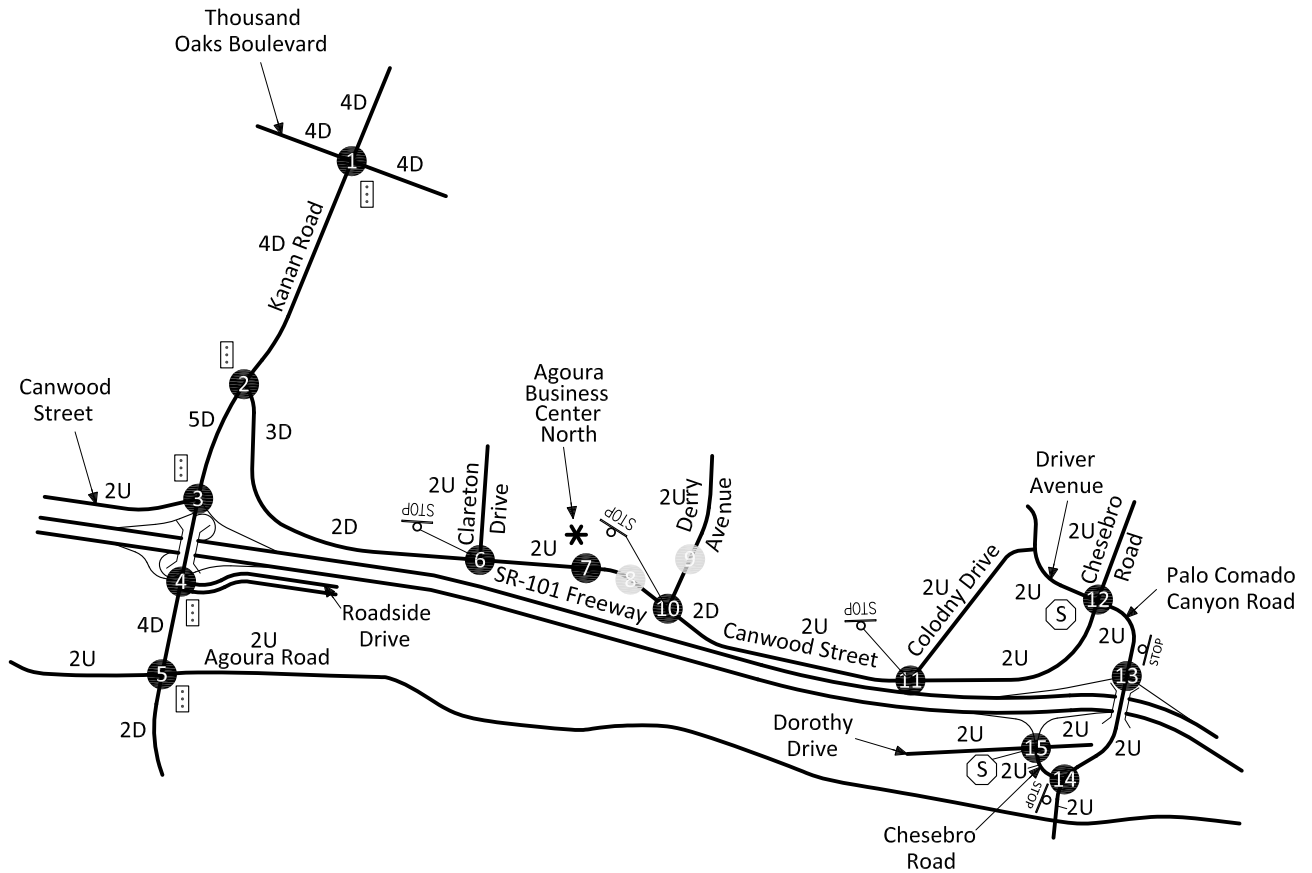 Thousand
Oaks Boulevard
4D
4D
1
4D
4D
Kanan Road
2
Canwood
Street
5D
3D
2U
3
Agoura
Business
Center
North
2D
STOP
2U
Clareton
Drive
6
2U
7
STOP
2U
Derry
Avenue
8
9
10
2D
SR-101 Freeway
4
Roadside
Drive
4D
2U
2U
Agoura Road
5
2D
Canwood Street
2U
STOP
11
2U
Colodny Drive
2U
Driver
Avenue
2U
Chesebro
Road
2U
S
12
Palo Comado
Canyon Road
2U
STOP
13
Dorothy
Drive
2U
15
2U
2U
S
2U
14
STOP
2U
Chesebro
Road